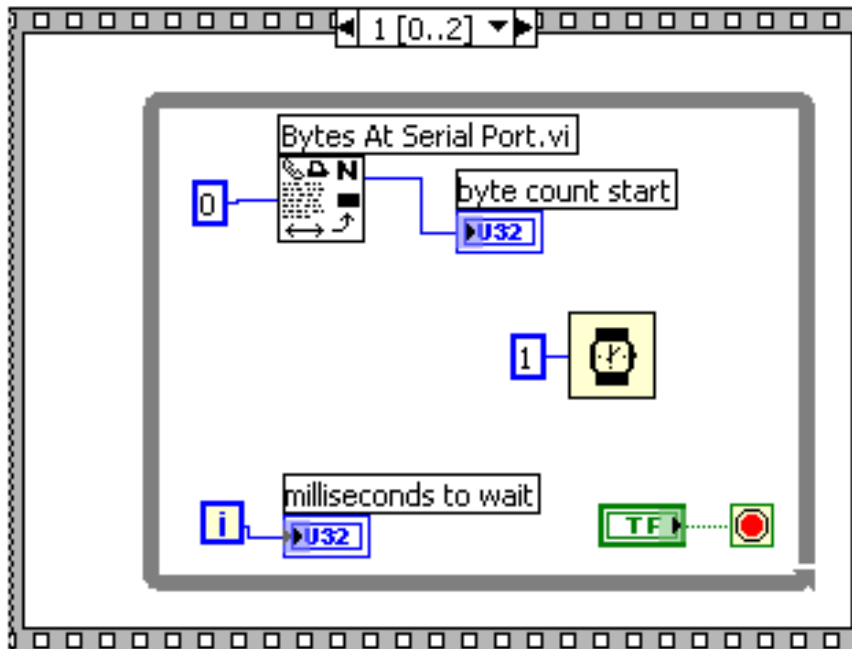 1 [0..2]
Bytes At Serial Port.vi
N
0
byte count start
U32
1
milliseconds to wait
i
U32
TF